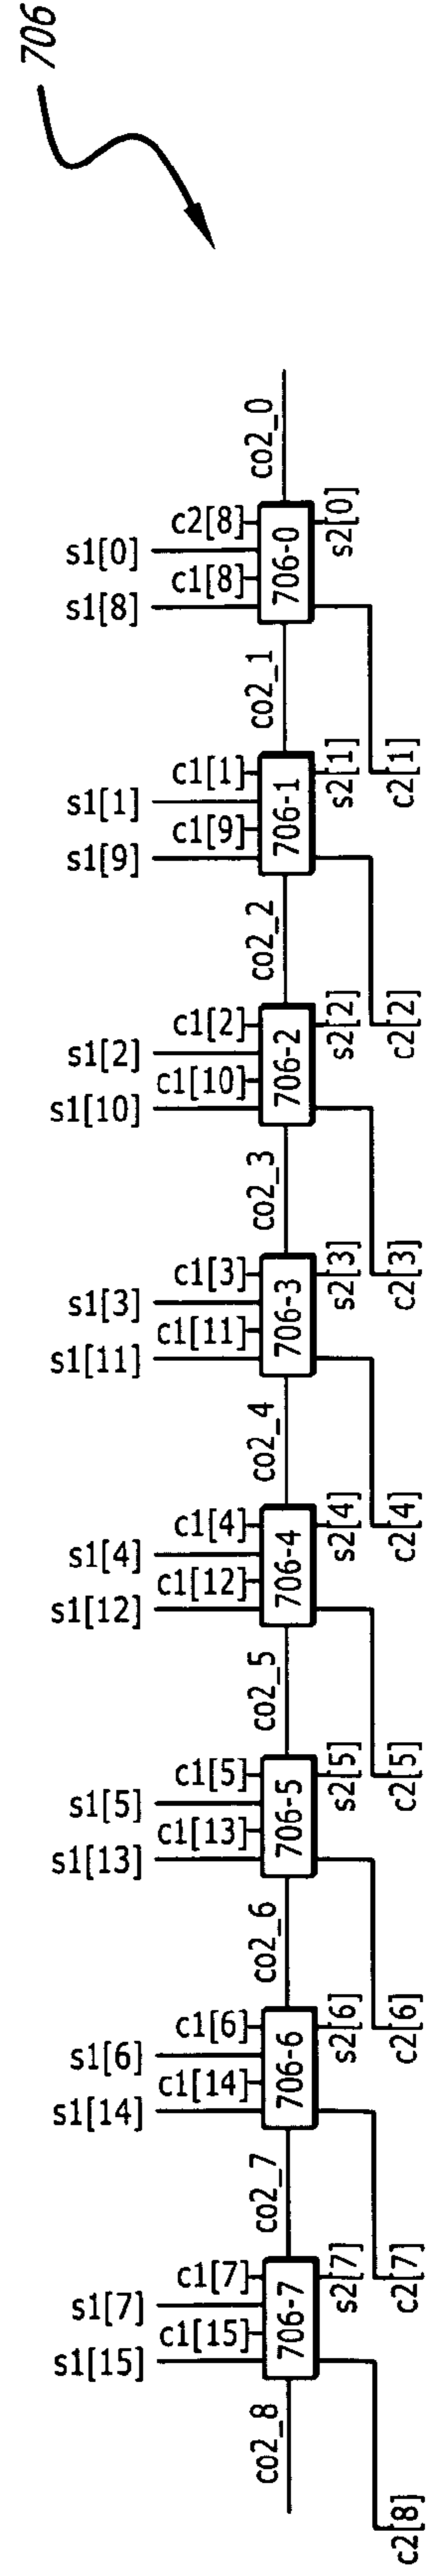 706
co2_0
s1[8]
c1[8]
s1[0]
c2[8]
706-0
s2[0]
c2[1]
co2_1
s1[9]
c1[9]
s1[1]
c1[1]
706-1
s2[1]
c2[2]
co2_2
s1[10]
c1[10]
s1[2]
c1[2]
706-2
s2[2]
c2[3]
co2_3
s1[11]
c1[11]
s1[3]
c1[3]
706-3
s2[3]
c2[4]
co2_4
s1[12]
c1[12]
s1[4]
c1[4]
706-4
s2[4]
c2[5]
co2_5
s1[13]
c1[13]
s1[5]
c1[5]
706-5
s2[5]
c2[6]
co2_6
s1[14]
c1[14]
s1[6]
c1[6]
706-6
s2[6]
c2[7]
co2_7
s1[15]
c1[15]
s1[7]
c1[7]
706-7
s2[7]
c2[8]
co2_8